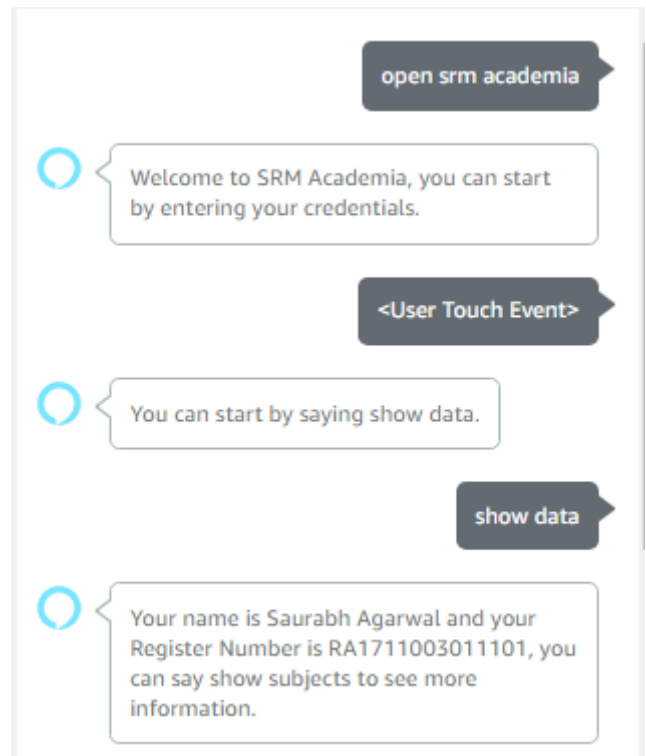 open srm academia
Welcome to SRM Academia, you can start
by entering your credentials.
<User Touch Event>
You can start by saying show data.
show data
Your name is Saurabh Agarwal and your
Register Number is RA1711003011101, you
can say show subjects to see more
information.